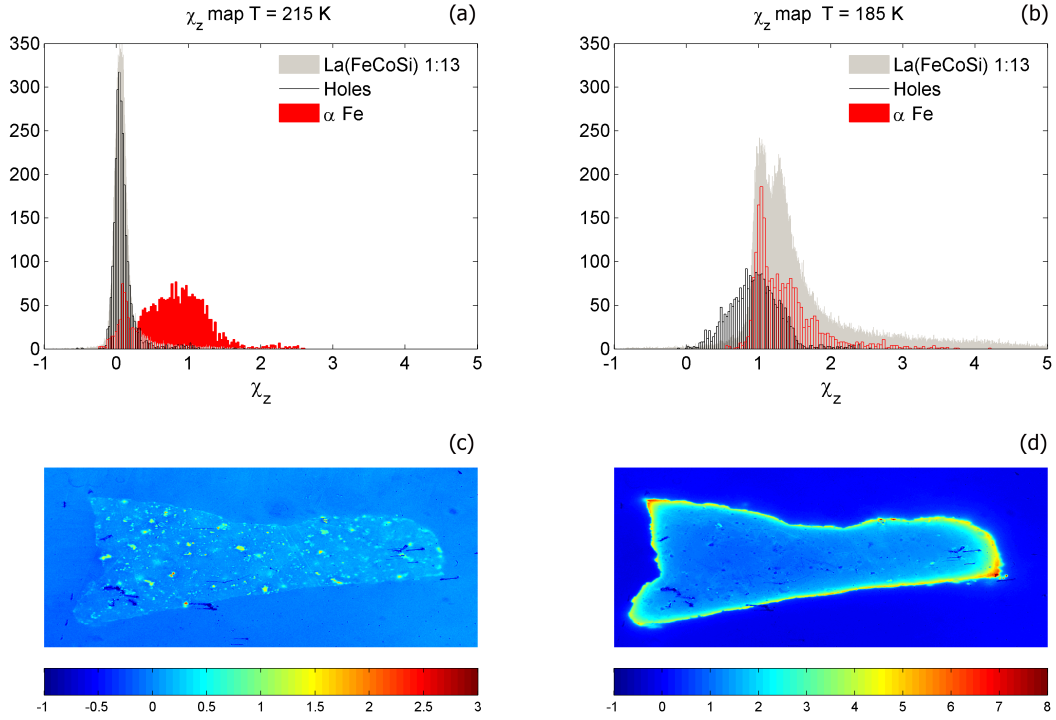 χz map T = 215 K (a)
350
300
250
200
150
100
50
0
La(FeCoSi) 1:13
Holes
α Fe
-1 0 1 2 3 4 5
χz
χz map T = 185 K (b)
350
300
250
200
150
100
50
0
La(FeCoSi) 1:13
Holes
α Fe
-1 0 1 2 3 4 5
χz
(c)
-1 -0.5 0 0.5 1 1.5 2 2.5 3
(d)
-1 0 1 2 3 4 5 6 7 8